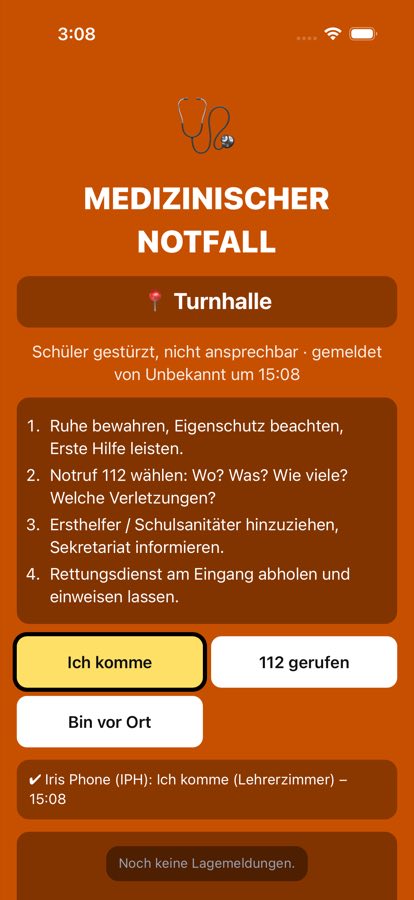 3:08
MEDIZINISCHER
NOTFALL
Turnhalle
Schüler gestürzt, nicht ansprechbar · gemeldet
von Unbekannt um 15:08
1. Ruhe bewahren, Eigenschutz beachten,
Erste Hilfe leisten.
2. Notruf 112 wählen: Wo? Was? Wie viele?
Welche Verletzungen?
3. Ersthelfer / Schulsanitäter hinzuziehen,
Sekretariat informieren.
4. Rettungsdienst am Eingang abholen und
einweisen lassen.
Ich komme
112 gerufen
Bin vor Ort
✔ Iris Phone (IPH): Ich komme (Lehrerzimmer) –
15:08
Noch keine Lagemeldungen.